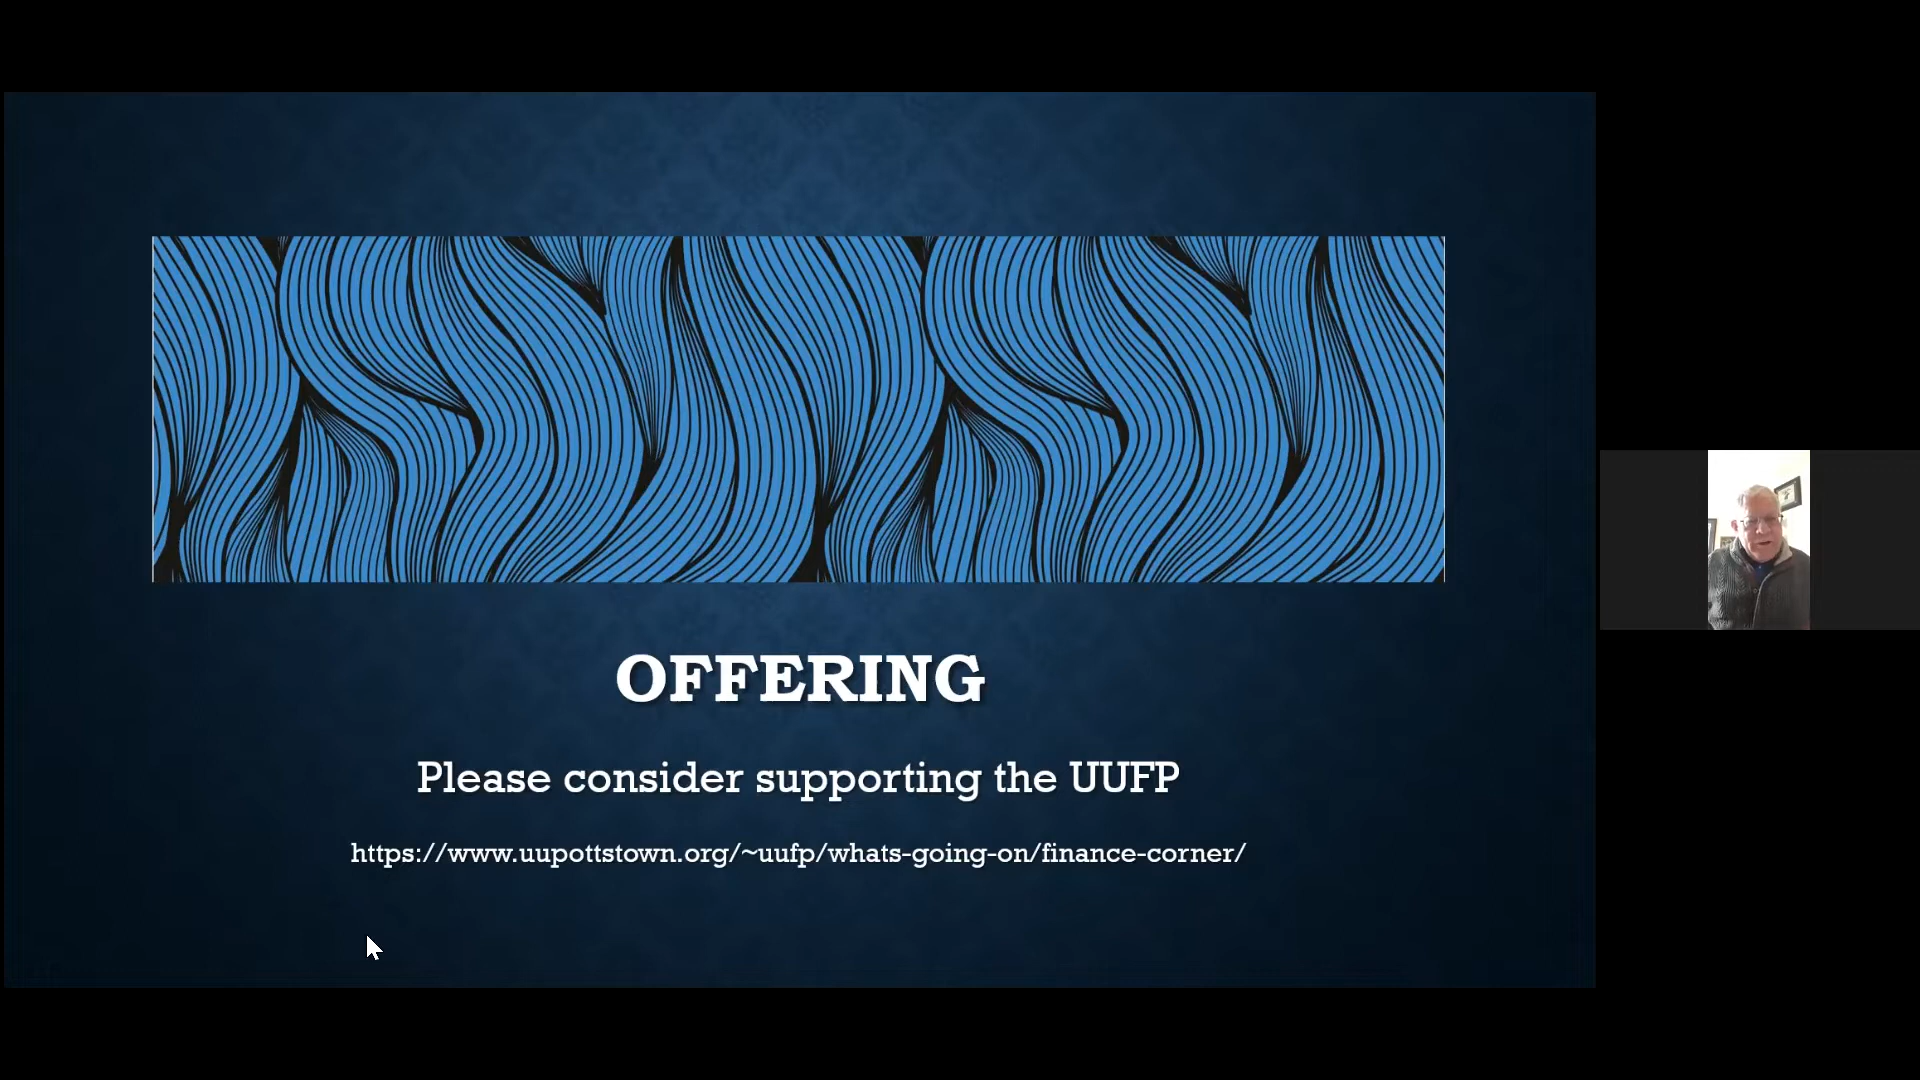 OFFERING
Please consider supporting the UUFP
https://www.uupottstown.org/~uufp/whats-going-on/finance-corner/